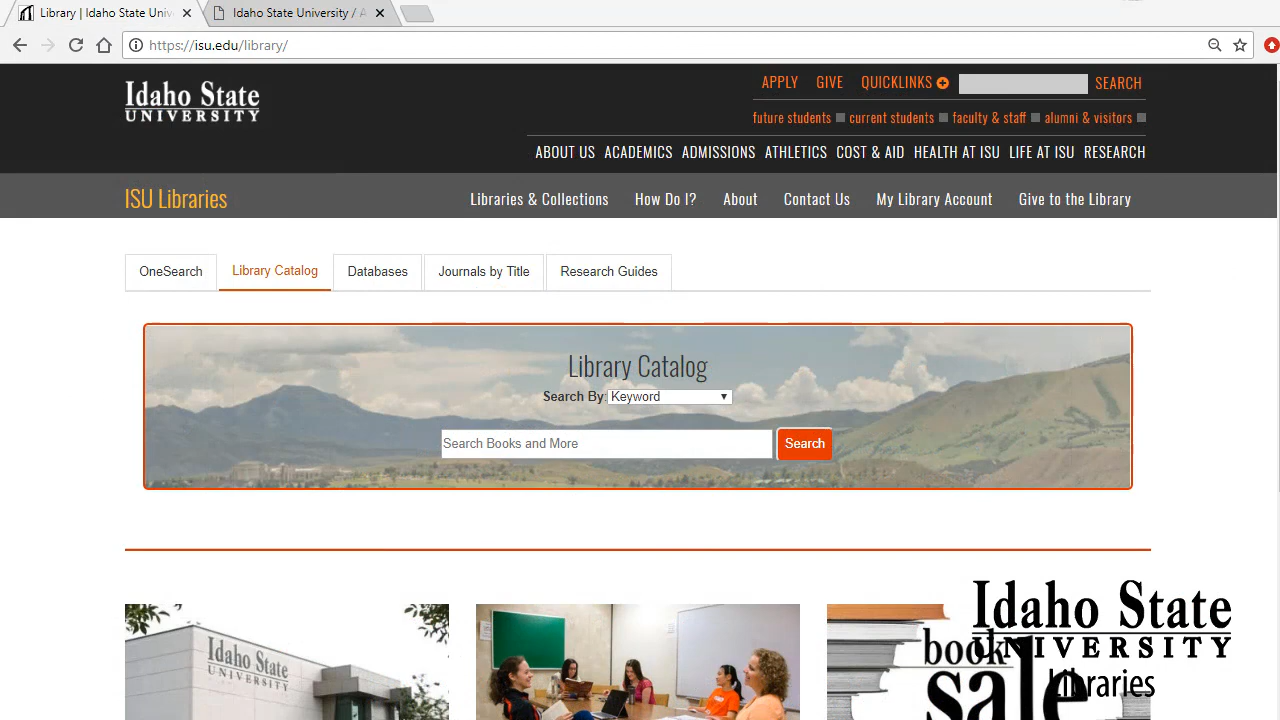 Library | Idaho State Univ
Idaho State University / A
https://isu.edu/library/
Idaho State
UNIVERSITY
APPLY GIVE QUICKLINKS SEARCH
future students current students faculty & staff alumni & visitors
ABOUT US ACADEMICS ADMISSIONS ATHLETICS COST & AID HEALTH AT ISU LIFE AT ISU RESEARCH
ISU Libraries
Libraries & Collections How Do I? About Contact Us My Library Account Give to the Library
OneSearch Library Catalog Databases Journals by Title Research Guides
Library Catalog
Search By: Keyword
Search Books and More Search
Idaho State
UNIVERSITY
book
sale
Idaho State
UNIVERSITY
Libraries